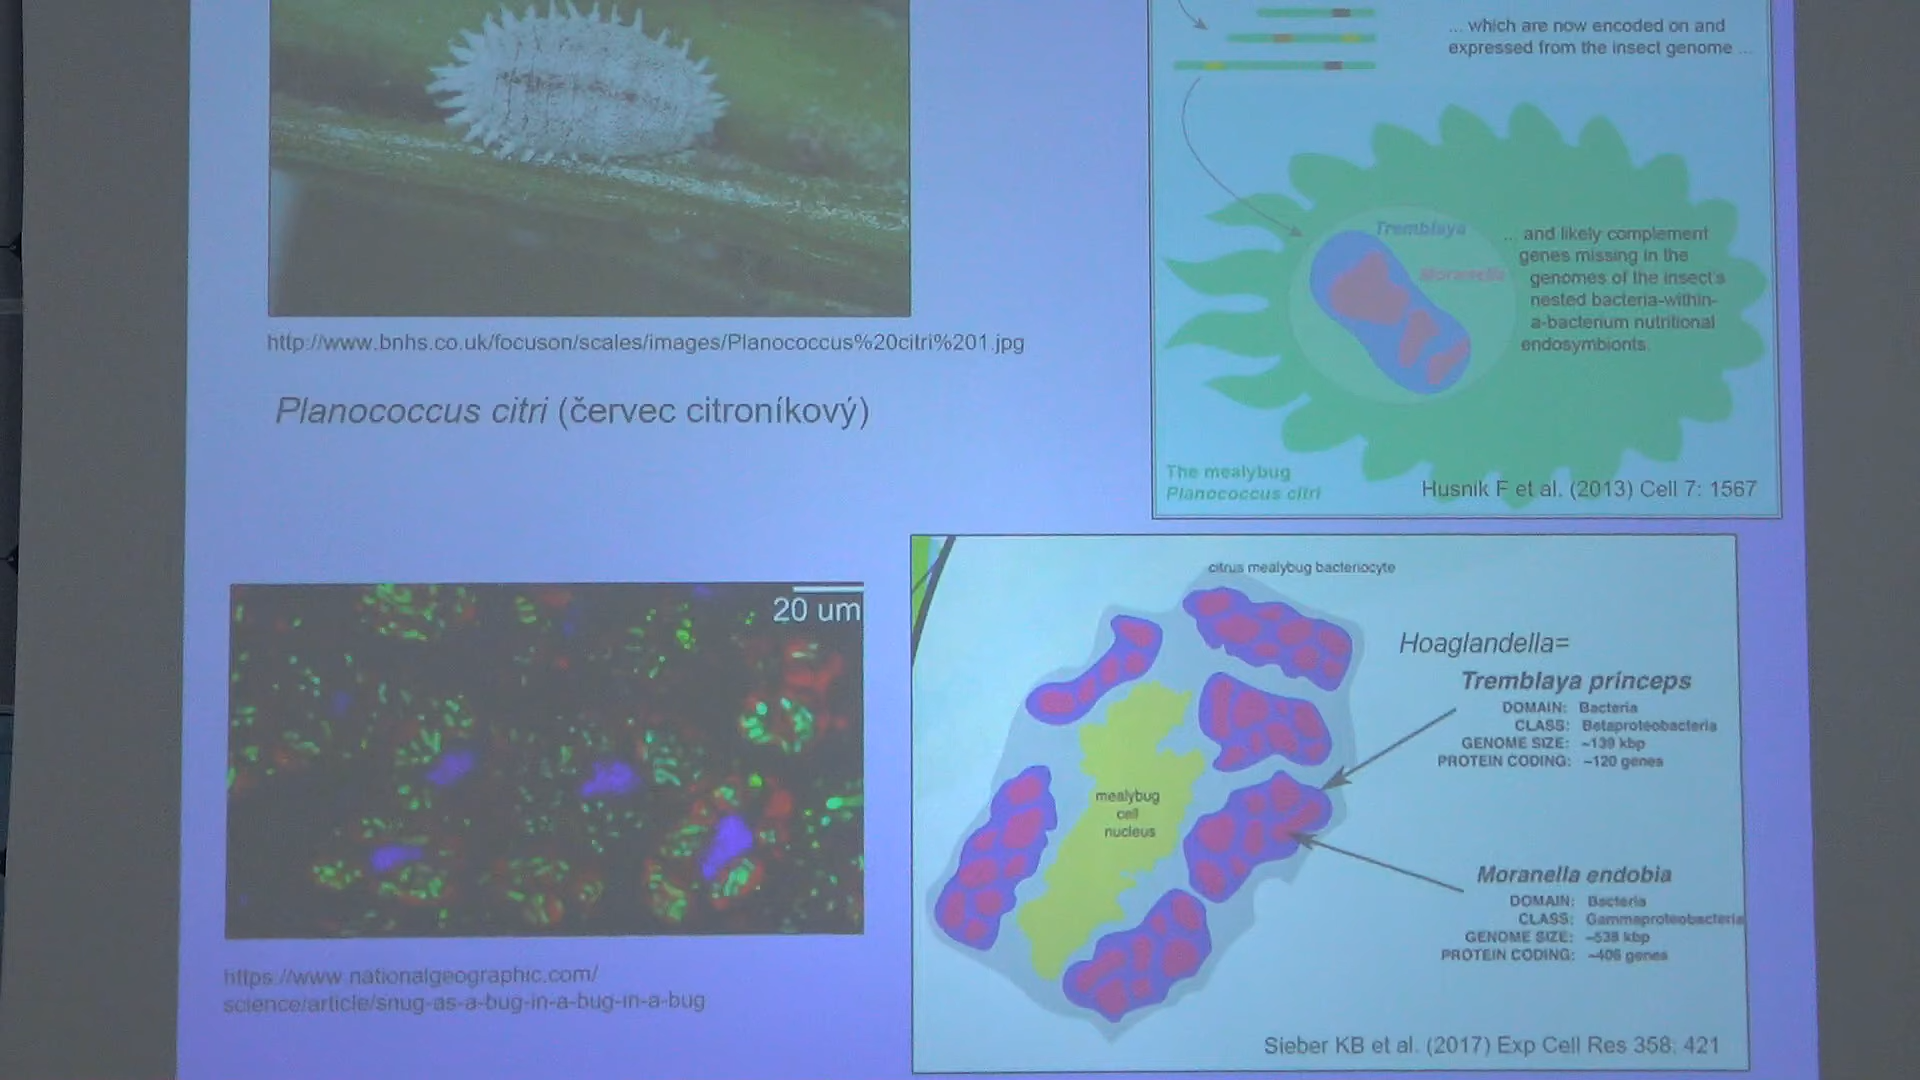 ... which are now encoded on and
expressed from the insect genome ...
Tremblaya
Moranella
... and likely complement
genes missing in the
genomes of the insect's
nested bacteria-within-
a-bacterium nutritional
endosymbionts.
The mealybug
Planococcus citri
Husnik F et al. (2013) Cell 7: 1567
http://www.bnhs.co.uk/focuson/scales/images/Planococcus%20citri%201.jpg
Planococcus citri (červec citroníkový)
20 um
https://www.nationalgeographic.com/
science/article/snug-as-a-bug-in-a-bug-in-a-bug
citrus mealybug bacteriocyte
mealybug
cell
nucleus
Hoaglandella=
Tremblaya princeps
DOMAIN: Bacteria
CLASS: Betaproteobacteria
GENOME SIZE: ~139 kbp
PROTEIN CODING: ~120 genes
Moranella endobia
DOMAIN: Bacteria
CLASS: Gammaproteobacteria
GENOME SIZE: ~538 kbp
PROTEIN CODING: ~406 genes
Sieber KB et al. (2017) Exp Cell Res 358: 421